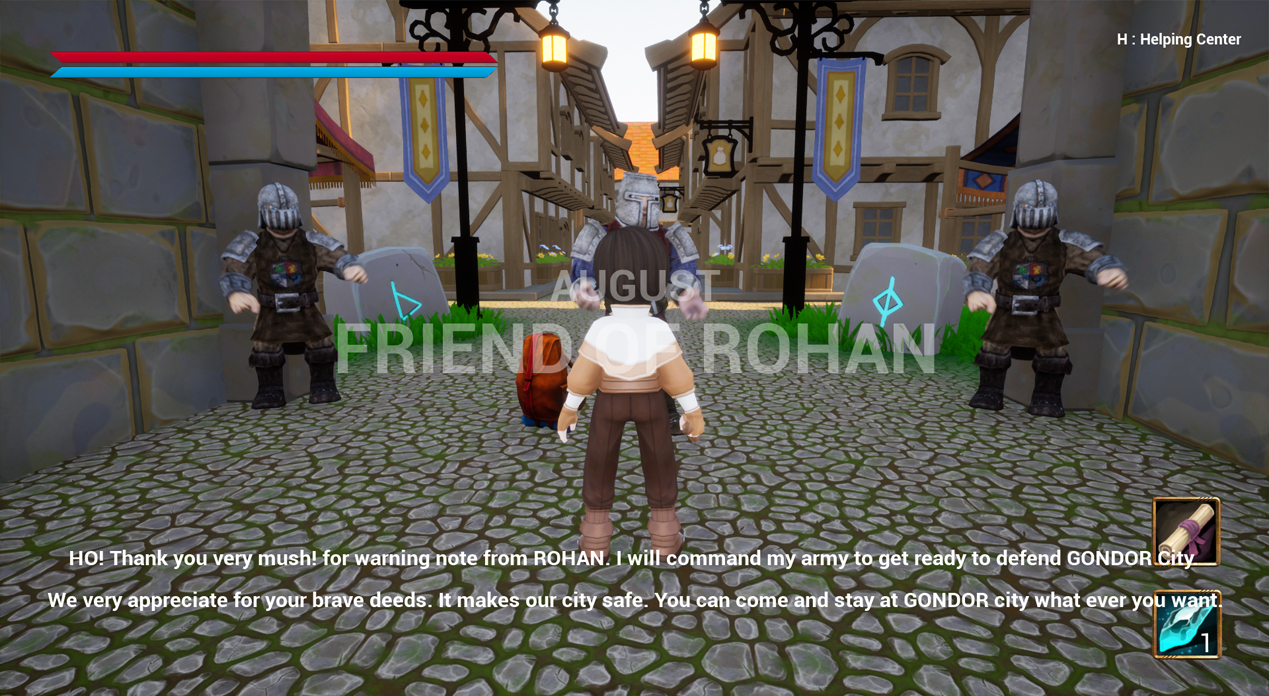 H : Helping Center
AUGUST
FRIEND OF ROHAN
HO! Thank you very mush! for warning note from ROHAN. I will command my army to get ready to defend GONDOR City
We very appreciate for your brave deeds. It makes our city safe. You can come and stay at GONDOR city what ever you want.
1